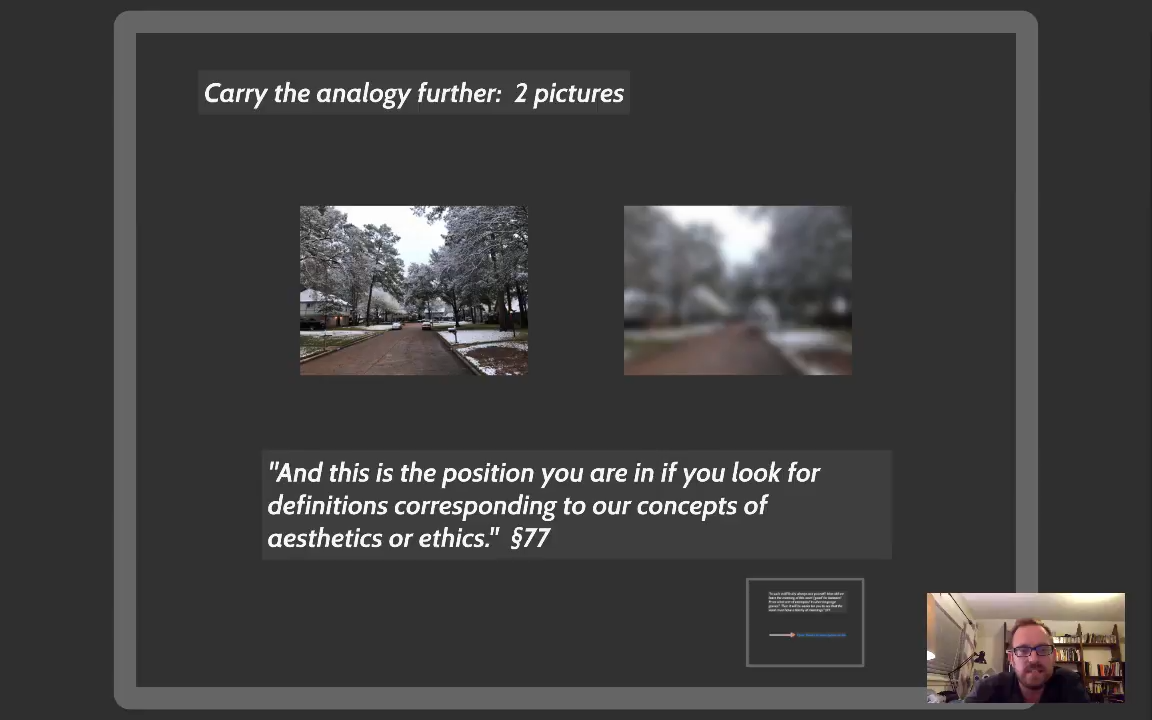 Carry the analogy further:  2 pictures
"And this is the position you are in if you look for
definitions corresponding to our concepts of
aesthetics or ethics."  §77